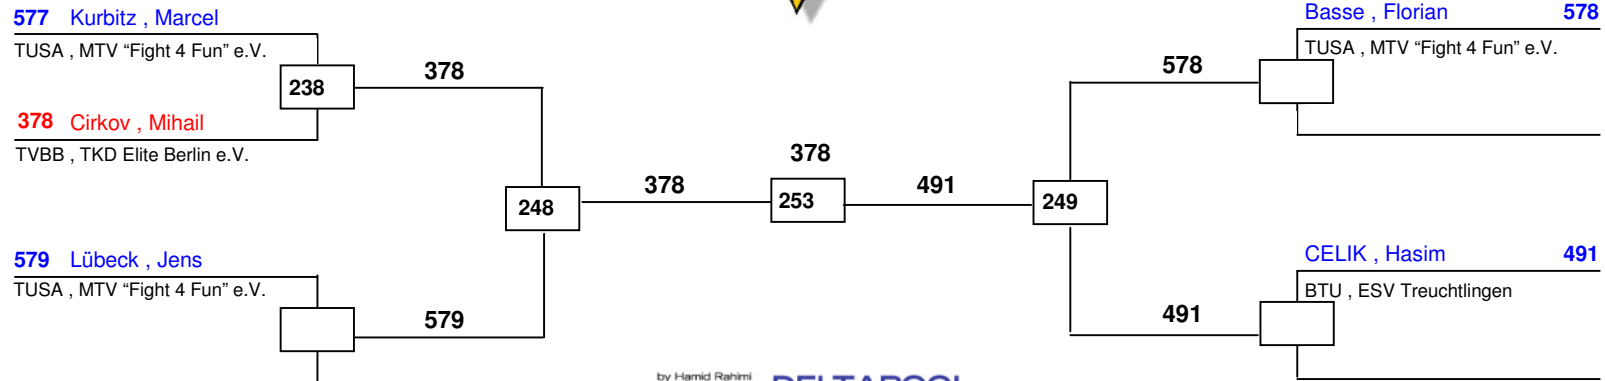 577 Kurbitz , Marcel
TUSA , MTV “Fight 4 Fun” e.V.
238
378
378 Cirkov , Mihail
TVBB , TKD Elite Berlin e.V.
248
378
378
253
491
249
579 Lübeck , Jens
TUSA , MTV “Fight 4 Fun” e.V.
579
Basse , Florian 578
TUSA , MTV “Fight 4 Fun” e.V.
578
CELIK , Hasim 491
BTU , ESV Treuchtlingen
491
by Hamid Rahimi